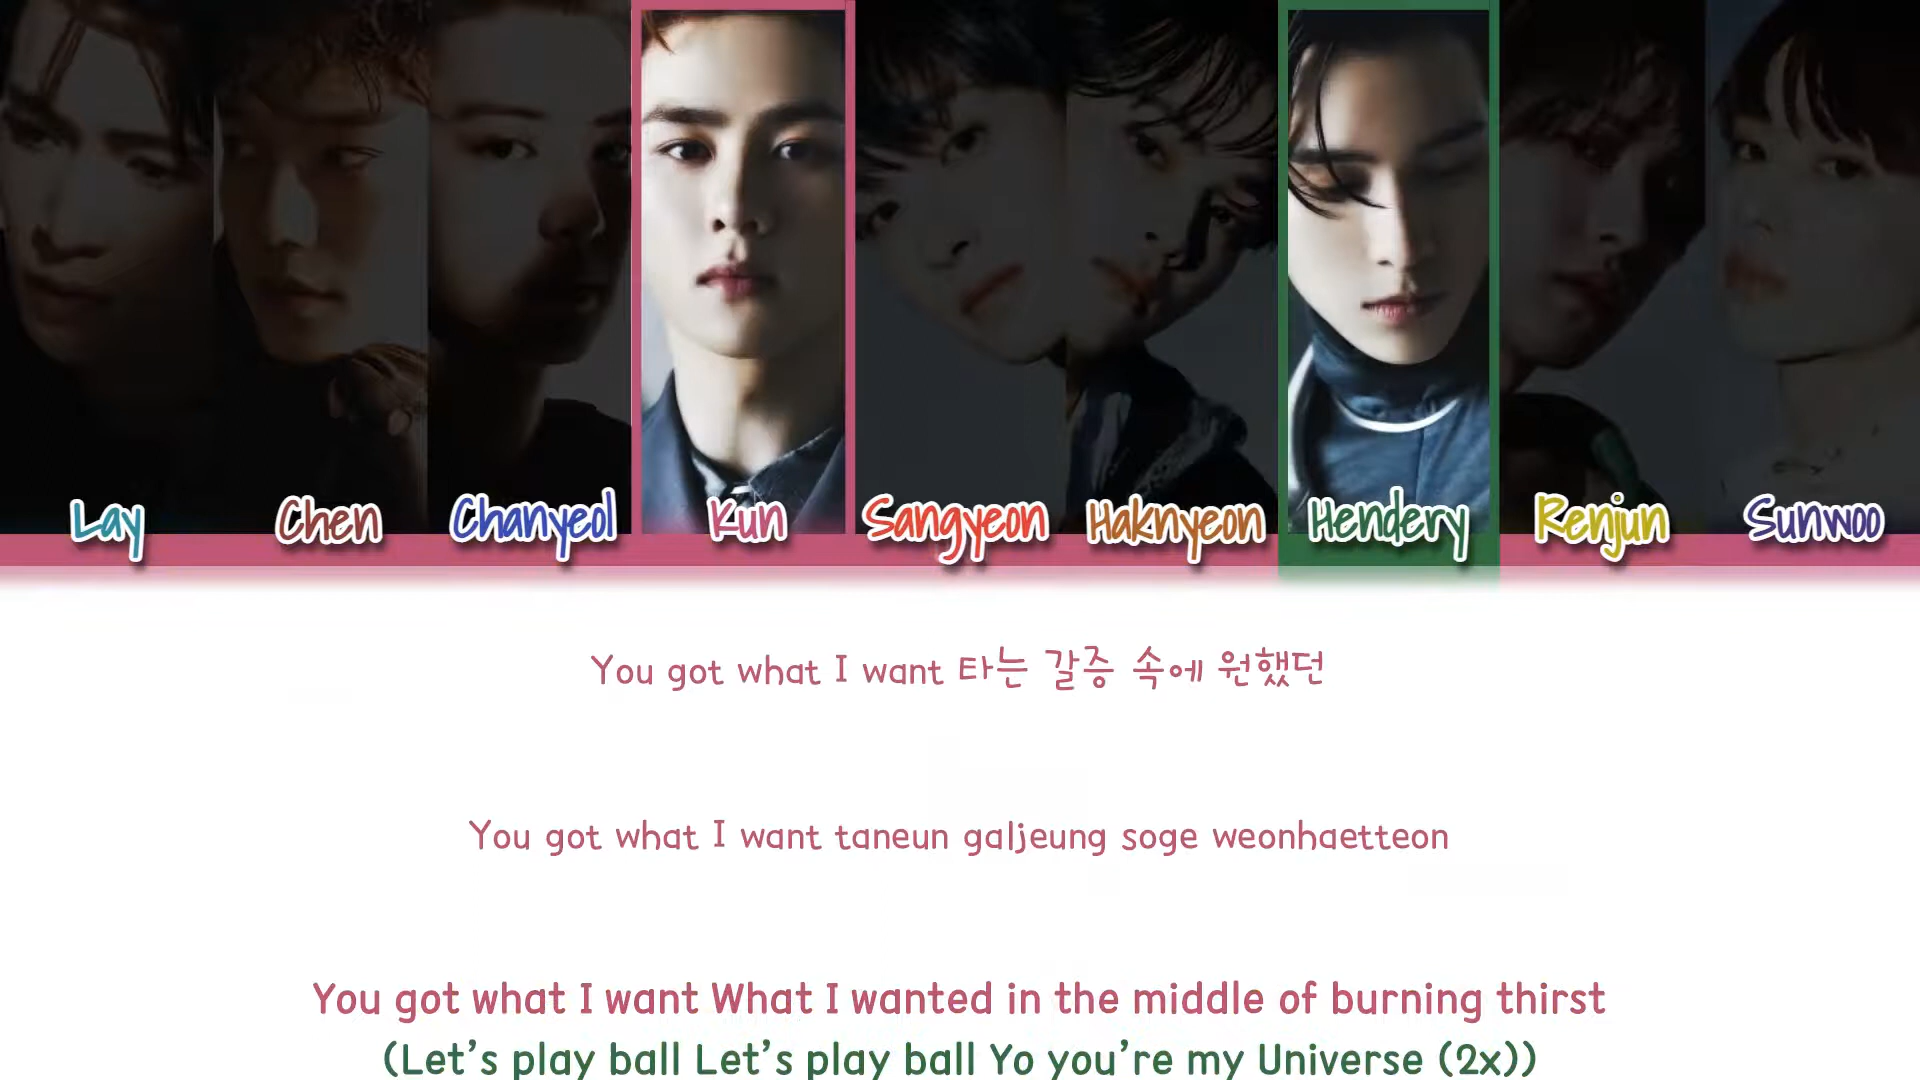 Lay Chen Chanyeol Kun Sangyeon Haknyeon Hendery Renjun Sunwoo
You got what I want 타는 갈증 속에 원했던
You got what I want taneun galjeung soge weonhaetteon
You got what I want What I wanted in the middle of burning thirst
(Let's play ball Let's play ball Yo you're my Universe (2x))